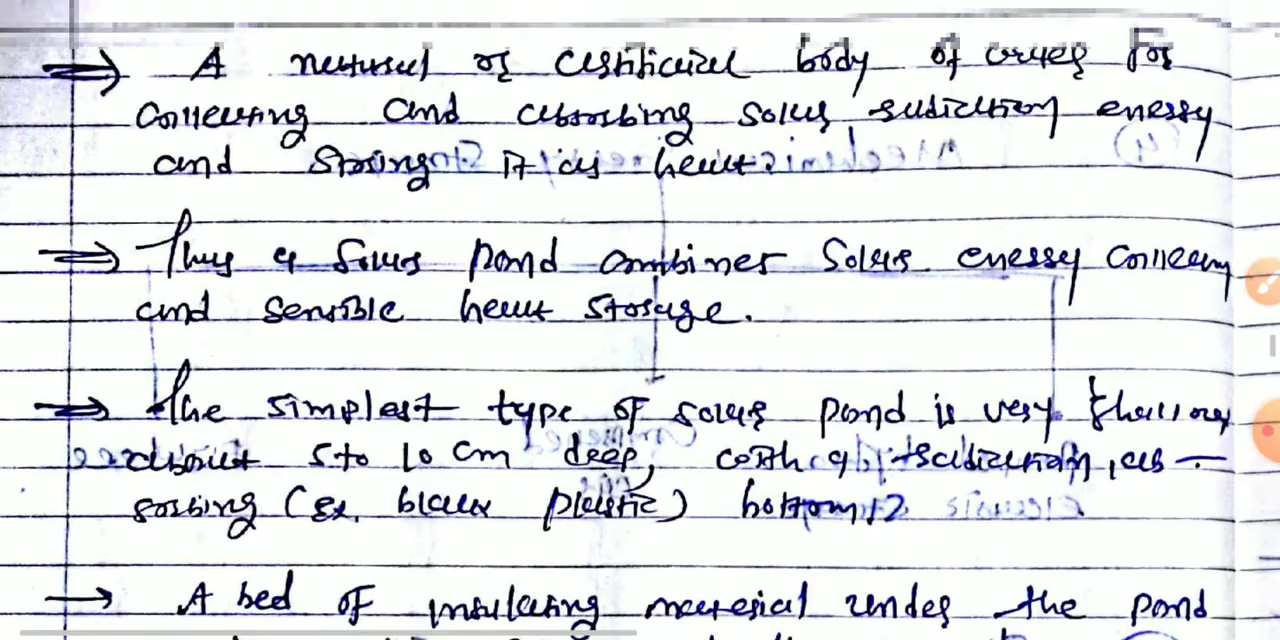 ⇒ A natural or artificial body of water for
collecting and absorbing solar radiation energy
and storing it as heat.
⇒ Thus a solar pond combines solar energy collection
and sensible heat storage.
⇒ The simplest type of solar pond is very shallow
about 5 to 10 cm deep, with a radiation, ab-
sorbing (ex. black plastic) bottom.
→ A bed of insulating material under the pond